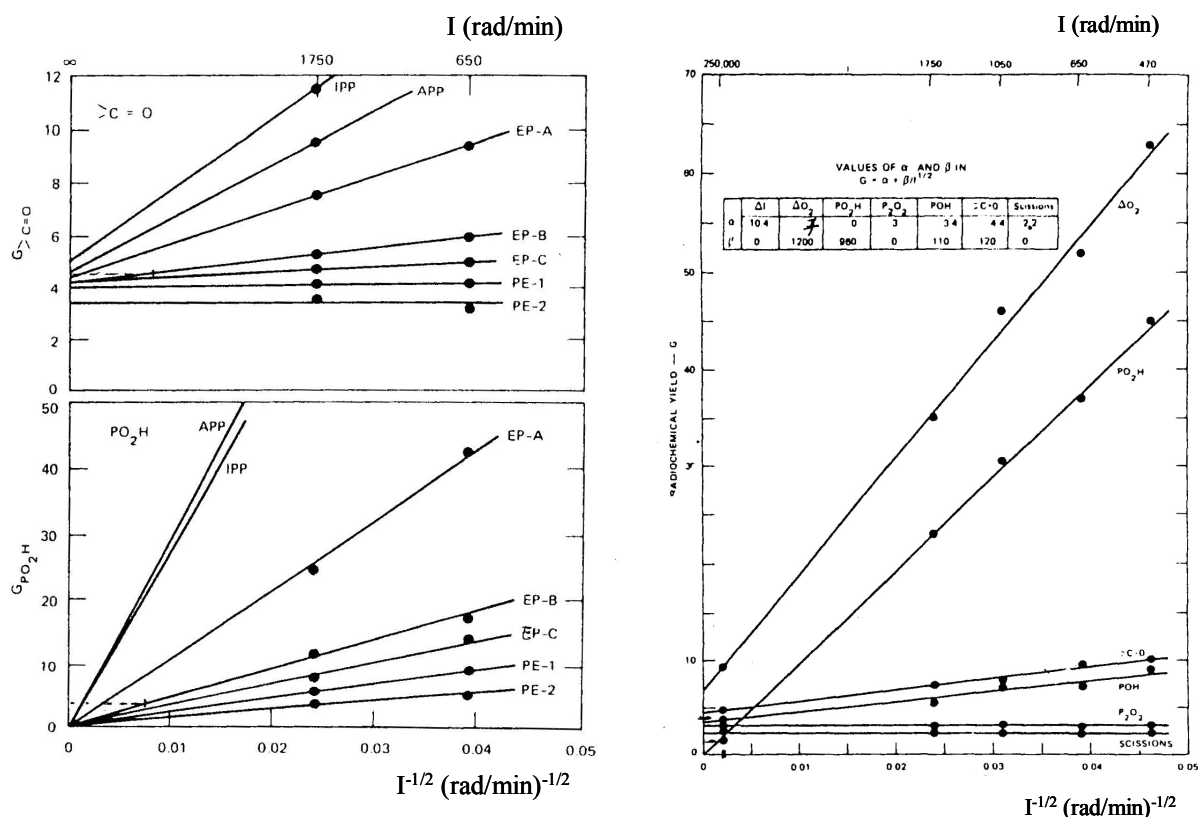 I (rad/min)
∞ 1750 650
12
10
8
6
4
2
0
>C = O
IPP
APP
EP-A
EP-B
EP-C
PE-1
PE-2
G>C=O
50
40
30
20
10
0
PO2H
APP
IPP
EP-A
EP-B
EP-C
PE-1
PE-2
GPO2H
0 0.01 0.02 0.03 0.04 0.05
I-1/2 (rad/min)-1/2
I (rad/min)
250,000 1750 1050 650 470
70
60
50
40
10
0
VALUES OF α AND β IN
G = α + β/I1/2
ΔI ΔO2 PO2H P2O2 POH >C=O Scissions
α 10.4 7 0 3 3.4 4.4 2.2
β 0 1200 960 0 110 120 0
ΔO2
PO2H
>C=O
POH
P2O2
SCISSIONS
RADIOCHEMICAL YIELD — G
0 0.01 0.02 0.03 0.04 0.05
I-1/2 (rad/min)-1/2